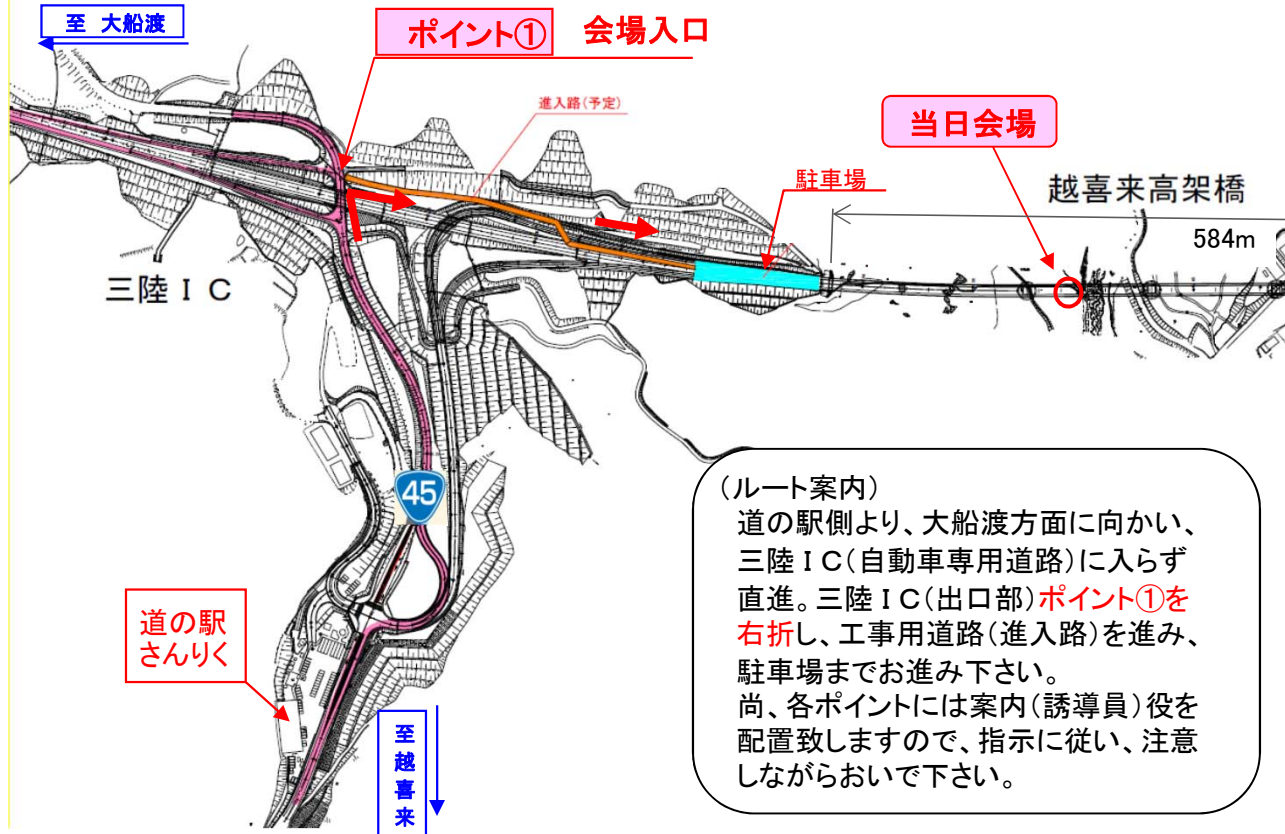 至 大船渡
ポイント① 会場入口
進入路(予定)
当日会場
駐車場
越喜来高架橋
584m
三陸ＩＣ
45
道の駅
さんりく
至越喜来
(ルート案内)
道の駅側より、大船渡方面に向かい、
三陸ＩＣ(自動車専用道路)に入らず
直進。三陸ＩＣ(出口部)ポイント①を
右折し、工事用道路(進入路)を進み、
駐車場までお進み下さい。
尚、各ポイントには案内(誘導員)役を
配置致しますので、指示に従い、注意
しながらおいで下さい。